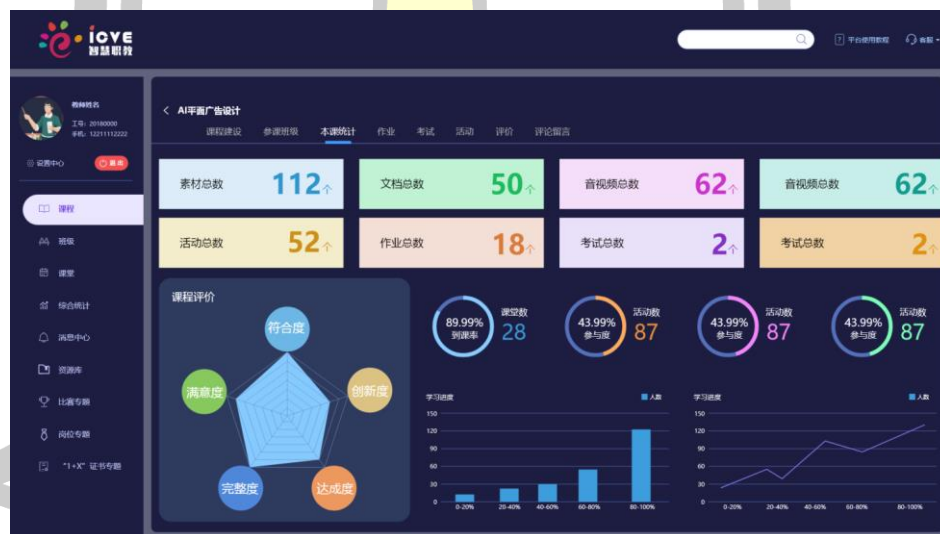 icve
智慧职教
平台使用教程
客服
教师姓名
工号: 20180000
手机: 12211112222
设置中心
退出
课程
班级
课堂
综合统计
消息中心
资源库
比赛专题
岗位专题
"1+X" 证书专题
AI平面广告设计
课程建设 参课班级 本课统计 作业 考试 活动 评价 评论留言
素材总数 112个
文档总数 50个
音视频总数 62个
音视频总数 62个
活动总数 52个
作业总数 18个
考试总数 2个
考试总数 2个
课程评价
符合度
满意度
创新度
完整度
达成度
89.99%
到课率
课堂数
28
43.99%
参与度
活动数
87
43.99%
参与度
活动数
87
43.99%
参与度
活动数
87
学习进度
人数
150
120
90
60
30
0
0-20% 20-40% 40-60% 60-80% 80-100%
学习进度
人数
150
120
90
60
30
0
0-20% 20-40% 40-60% 60-80% 80-100%